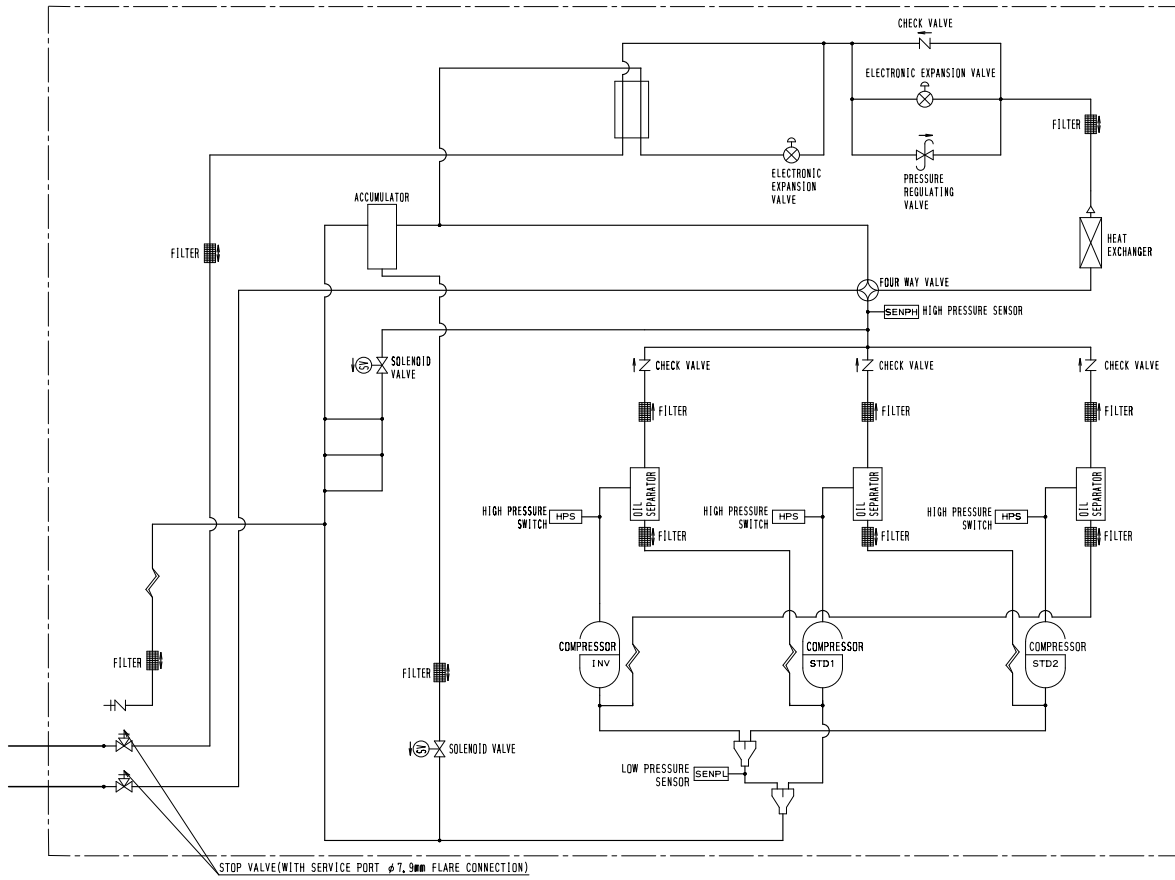 CHECK VALVE
ELECTRONIC EXPANSION VALVE
FILTER
ELECTRONIC
EXPANSION
VALVE
PRESSURE
REGULATING
VALVE
ACCUMULATOR
FILTER
HEAT
EXCHANGER
FOUR WAY VALVE
SENPH HIGH PRESSURE SENSOR
SV
SOLENOID
VALVE
CHECK VALVE
CHECK VALVE
CHECK VALVE
FILTER
FILTER
FILTER
OIL
SEPARATOR
OIL
SEPARATOR
OIL
SEPARATOR
HIGH PRESSURE
SWITCH
HPS
HIGH PRESSURE
SWITCH
HPS
HIGH PRESSURE
SWITCH
HPS
FILTER
FILTER
FILTER
COMPRESSOR
INV
COMPRESSOR
STD1
COMPRESSOR
STD2
FILTER
FILTER
SV
SOLENOID VALVE
LOW PRESSURE
SENSOR
SENPL
STOP VALVE(WITH SERVICE PORT φ7.9mm FLARE CONNECTION)